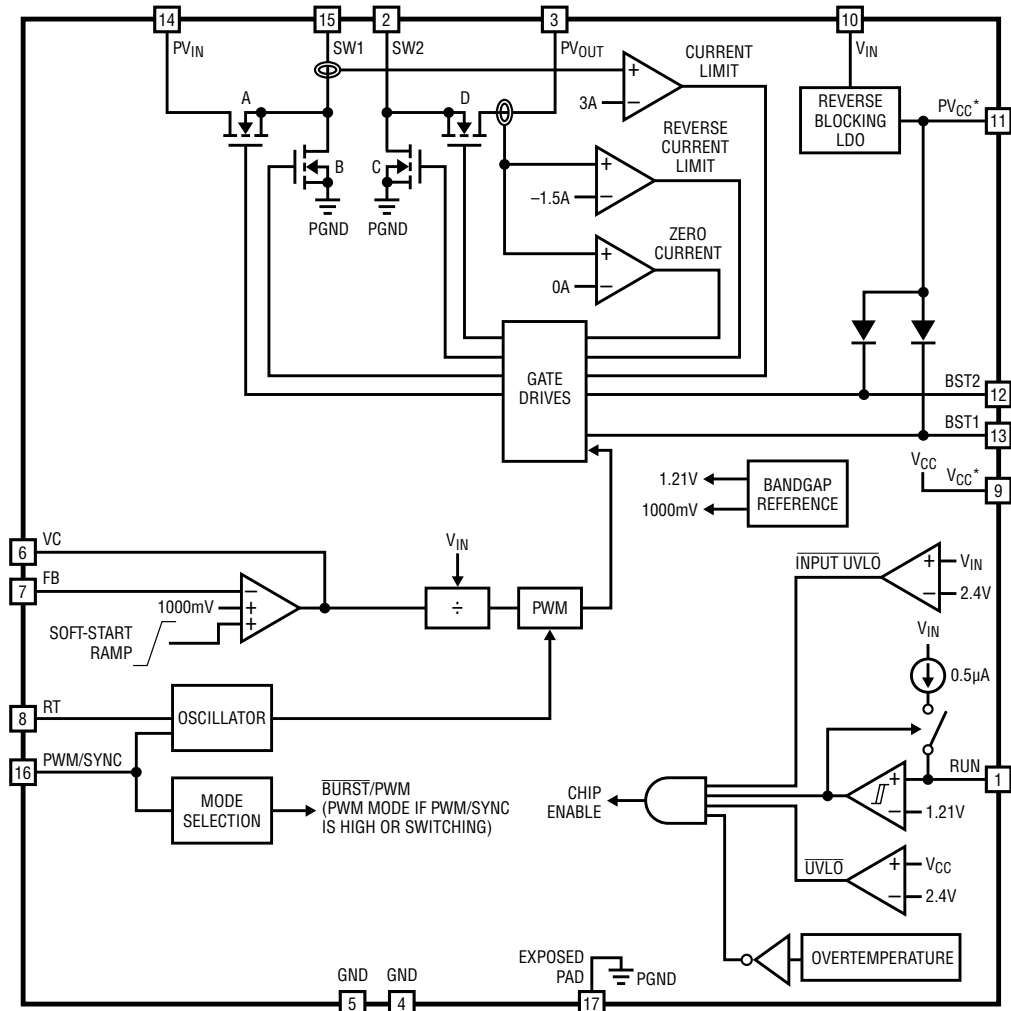 14
15
2
3
10
PVIN
SW1
SW2
PVOUT
VIN
CURRENT
LIMIT
A
D
3A
REVERSE
BLOCKING
LDO
PVCC*
11
REVERSE
CURRENT
LIMIT
B
C
–1.5A
PGND
PGND
ZERO
CURRENT
0A
GATE
DRIVES
BST2
12
BST1
13
VCC
VCC*
9
1.21V
1000mV
BANDGAP
REFERENCE
6
VC
7
FB
1000mV
SOFT-START
RAMP
VIN
÷
PWM
INPUT UVLO
VIN
2.4V
VIN
0.5µA
8
RT
OSCILLATOR
16
PWM/SYNC
MODE
SELECTION
BURST/PWM
(PWM MODE IF PWM/SYNC
IS HIGH OR SWITCHING)
CHIP
ENABLE
RUN
1
1.21V
UVLO
VCC
2.4V
OVERTEMPERATURE
GND
GND
EXPOSED
PAD
PGND
5
4
17